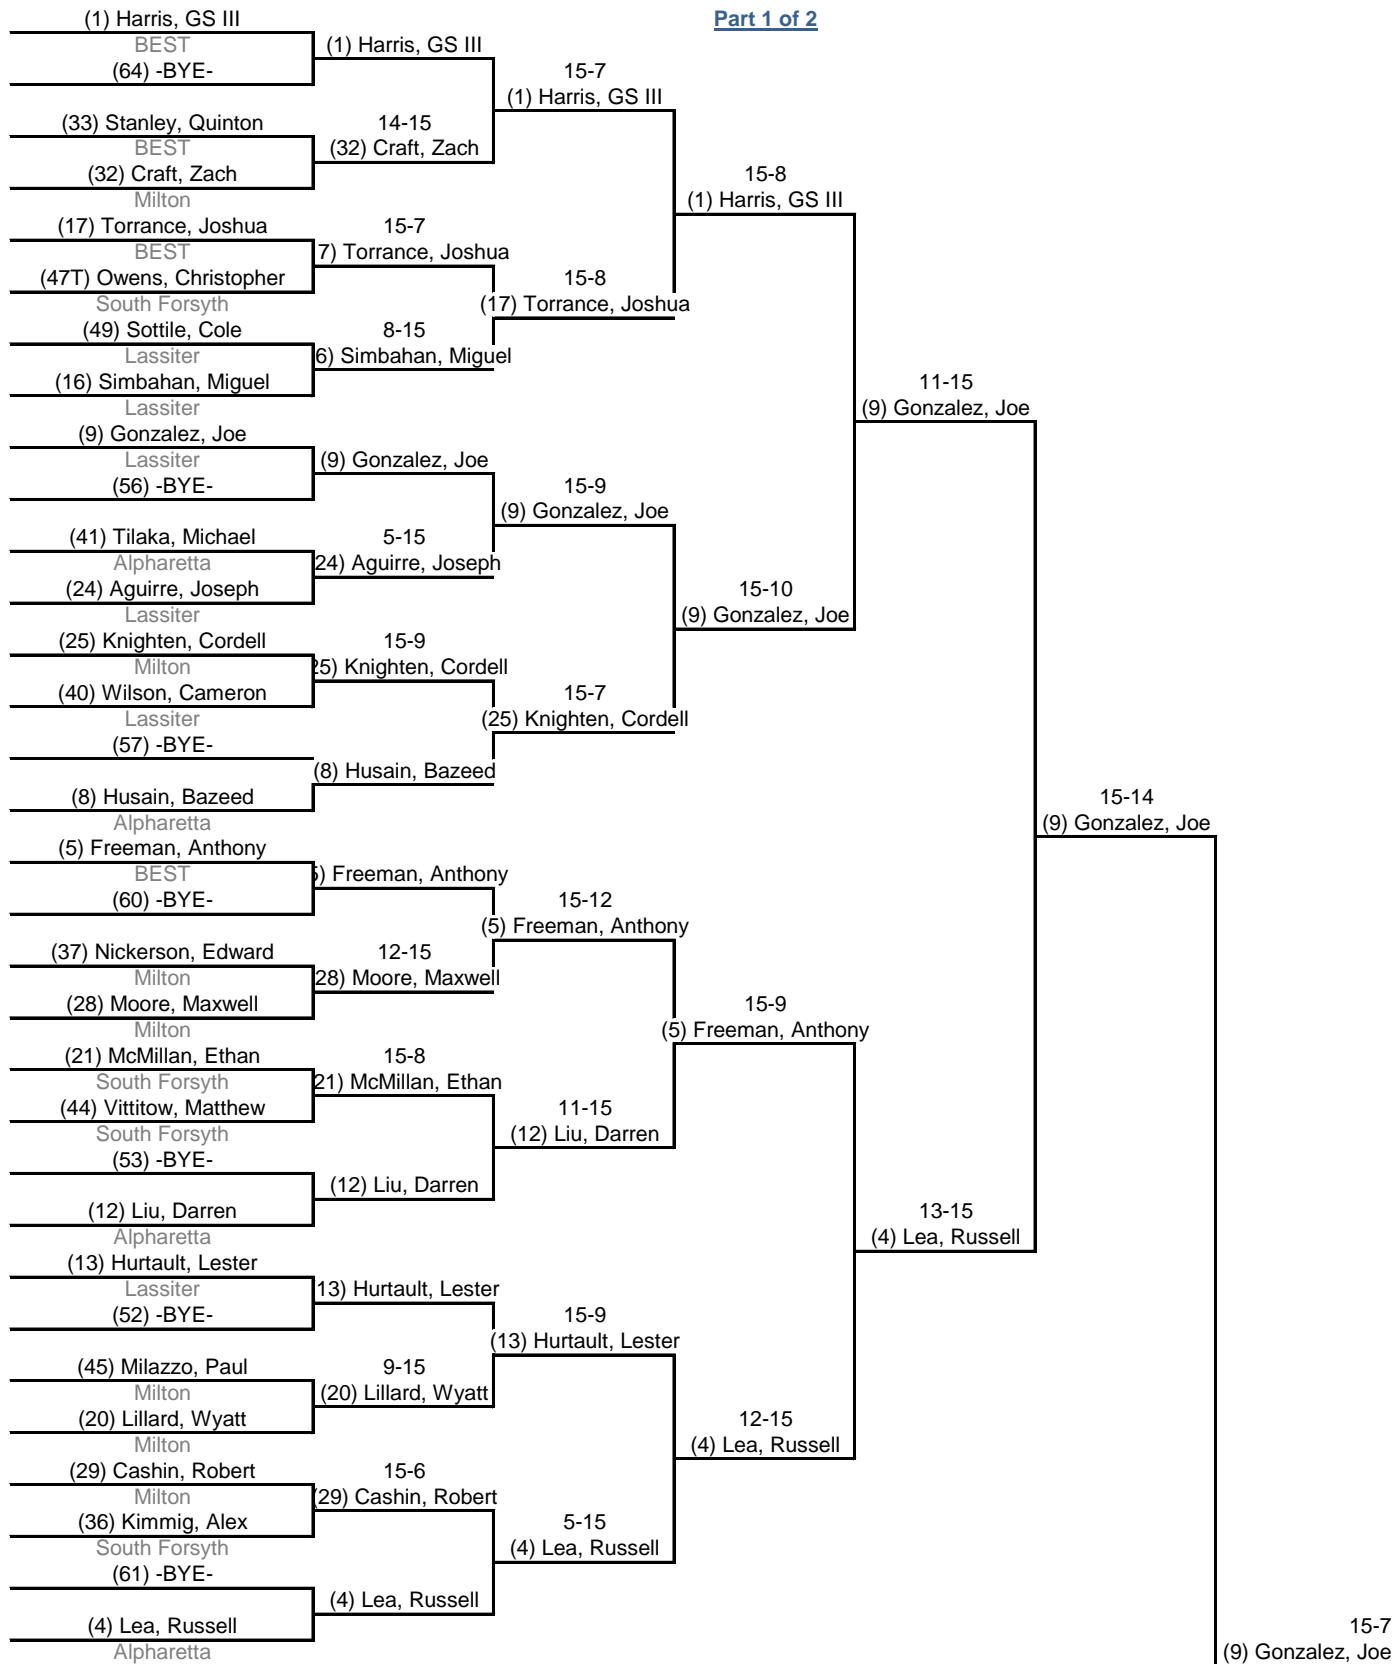 Part 1 of 2
(1) Harris, GS III
BEST
(64) -BYE-
(33) Stanley, Quinton
BEST
(32) Craft, Zach
Milton
(17) Torrance, Joshua
BEST
(47T) Owens, Christopher
South Forsyth
(49) Sottile, Cole
Lassiter
(16) Simbahan, Miguel
Lassiter
(9) Gonzalez, Joe
Lassiter
(56) -BYE-
(41) Tilaka, Michael
Alpharetta
(24) Aguirre, Joseph
Lassiter
(25) Knighten, Cordell
Milton
(40) Wilson, Cameron
Lassiter
(57) -BYE-
(8) Husain, Bazeed
Alpharetta
(5) Freeman, Anthony
BEST
(60) -BYE-
(37) Nickerson, Edward
Milton
(28) Moore, Maxwell
Milton
(21) McMillan, Ethan
South Forsyth
(44) Vittitow, Matthew
South Forsyth
(53) -BYE-
(12) Liu, Darren
Alpharetta
(13) Hurtault, Lester
Lassiter
(52) -BYE-
(45) Milazzo, Paul
Milton
(20) Lillard, Wyatt
Milton
(29) Cashin, Robert
Milton
(36) Kimmig, Alex
South Forsyth
(61) -BYE-
(4) Lea, Russell
Alpharetta
(1) Harris, GS III
14-15
(32) Craft, Zach
15-7
7) Torrance, Joshua
8-15
6) Simbahan, Miguel
(9) Gonzalez, Joe
5-15
24) Aguirre, Joseph
15-9
25) Knighten, Cordell
(8) Husain, Bazeed
) Freeman, Anthony
12-15
28) Moore, Maxwell
15-8
21) McMillan, Ethan
(12) Liu, Darren
13) Hurtault, Lester
9-15
(20) Lillard, Wyatt
15-6
(29) Cashin, Robert
(4) Lea, Russell
15-7
(1) Harris, GS III
15-8
(17) Torrance, Joshua
15-9
(9) Gonzalez, Joe
15-7
(25) Knighten, Cordell
15-12
(5) Freeman, Anthony
11-15
(12) Liu, Darren
15-9
(13) Hurtault, Lester
5-15
(4) Lea, Russell
15-8
(1) Harris, GS III
15-10
(9) Gonzalez, Joe
15-9
(5) Freeman, Anthony
12-15
(4) Lea, Russell
11-15
(9) Gonzalez, Joe
13-15
(4) Lea, Russell
15-14
(9) Gonzalez, Joe
15-7
(9) Gonzalez, Joe